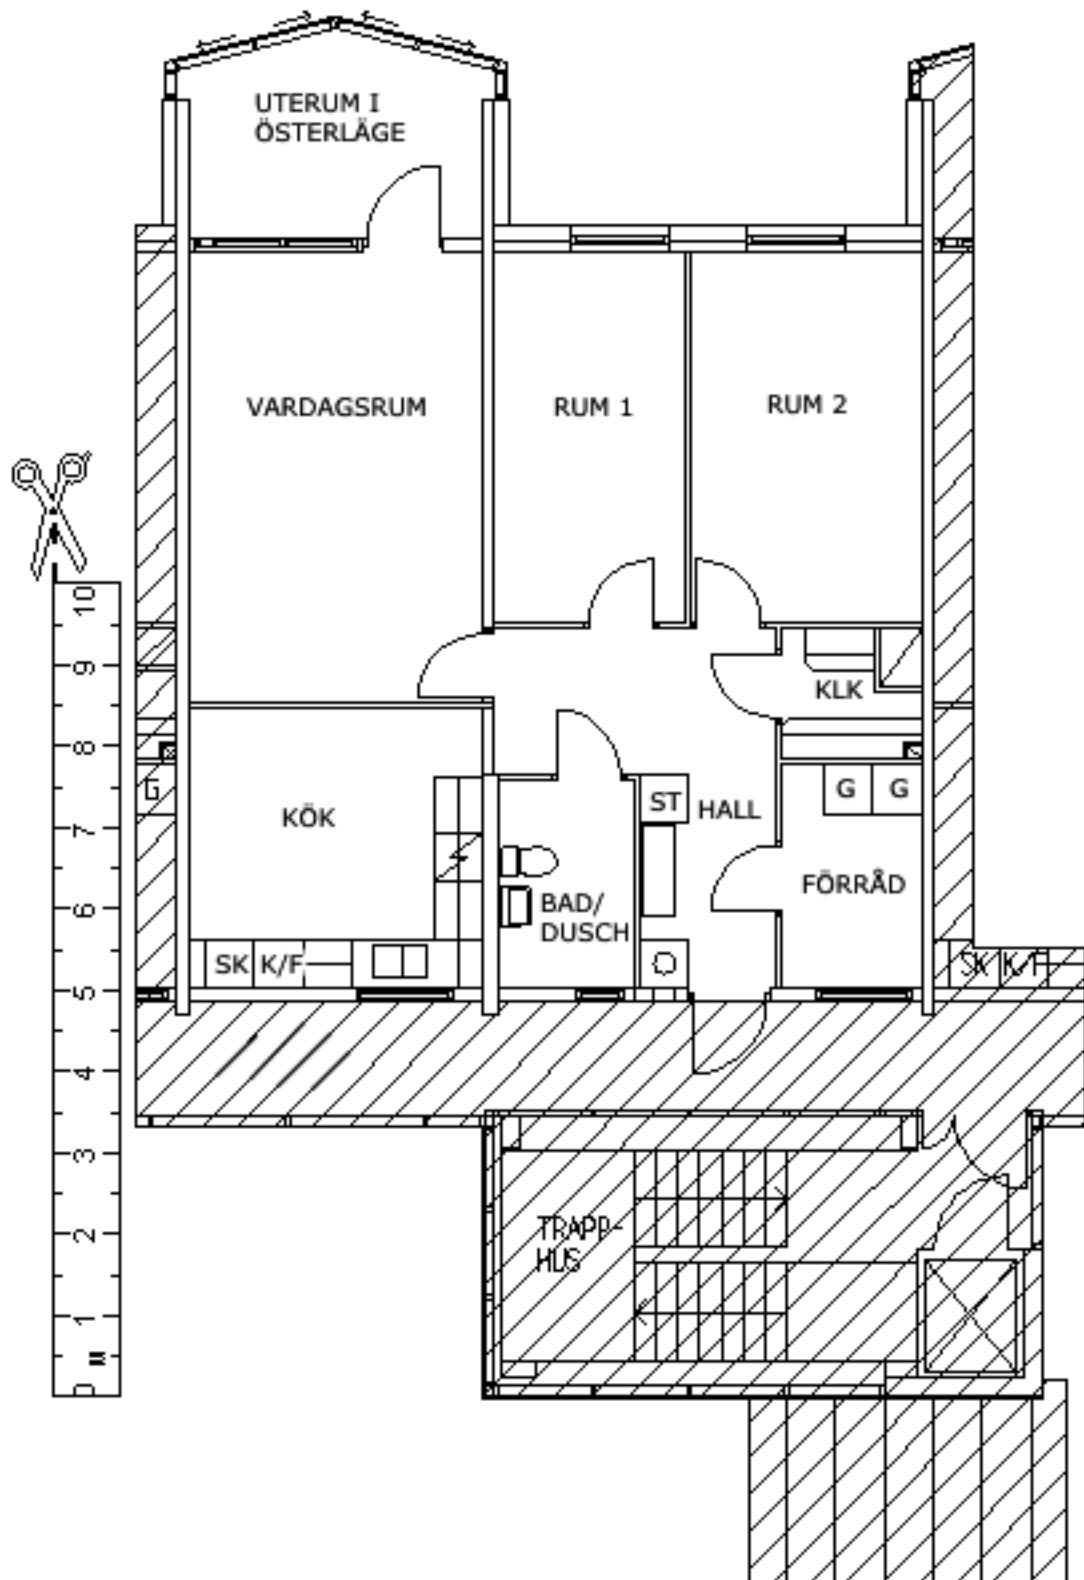 UTERUM I
ÖSTERLÄGE
VARDAGSRUM
RUM 1
RUM 2
KLK
KÖK
ST
HALL
G
G
G
FÖRRÅD
BAD/
DUSCH
SK
K/F
SK
K/F
TRAPP-
HUS
10
9
8
7
6
5
4
3
2
1
0 M